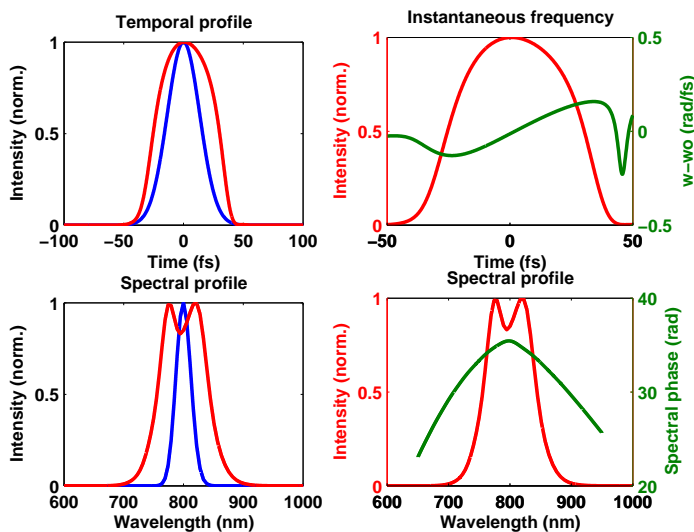 Temporal profile
Intensity (norm.)
1
0.5
0
−100
−50
0
50
100
Time (fs)
Instantaneous frequency
Intensity (norm.)
1
0.5
0
−50
0
50
Time (fs)
0.5
0
−0.5
w−wo (rad/fs)
Spectral profile
Intensity (norm.)
1
0.5
0
600
700
800
900
1000
Wavelength (nm)
Spectral profile
Intensity (norm.)
1
0.5
0
600
700
800
900
1000
Wavelength (nm)
40
30
20
Spectral phase (rad)